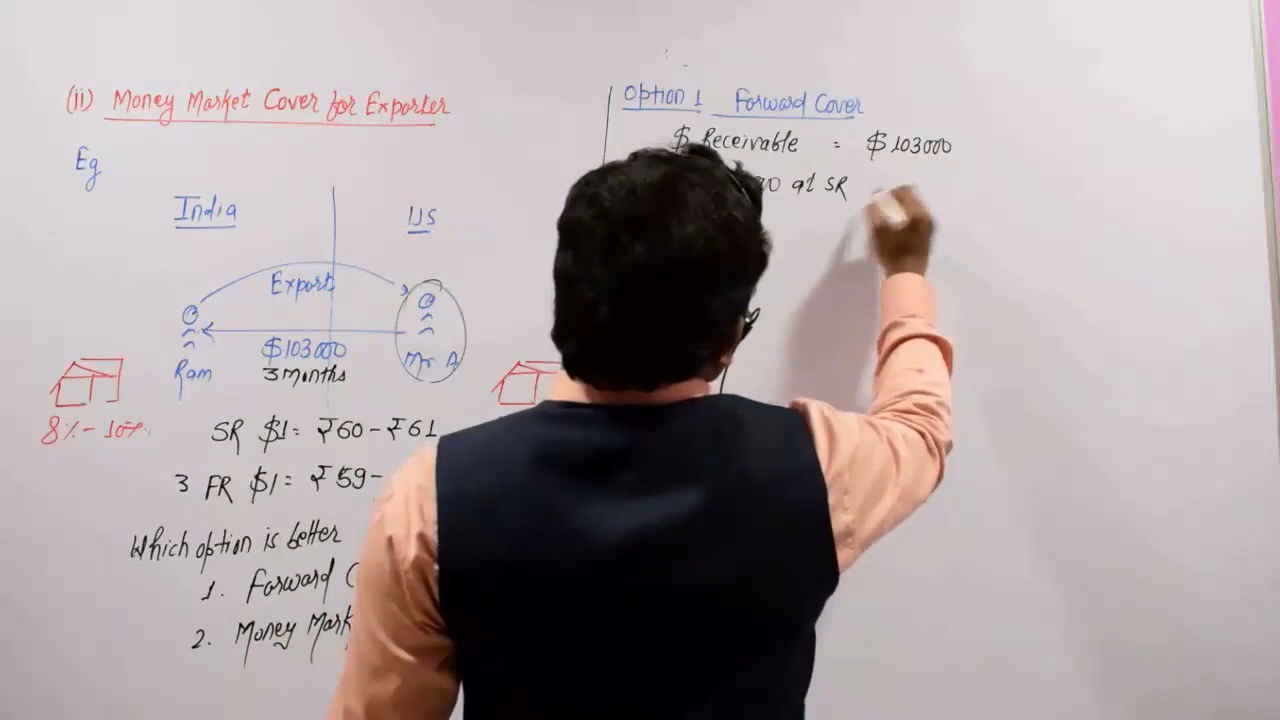 (ii) Money Market Cover for Exporter
Eg
India
US
Export
$103000
3 Months
Ram
Mr A
8% - 10%
SR $1 = ₹60 - ₹61
3 FR $1 = ₹59 -
Which option is better
1. Forward
2. Money
Option 1 Forward Cover
$ Receivable = $103000
at SR